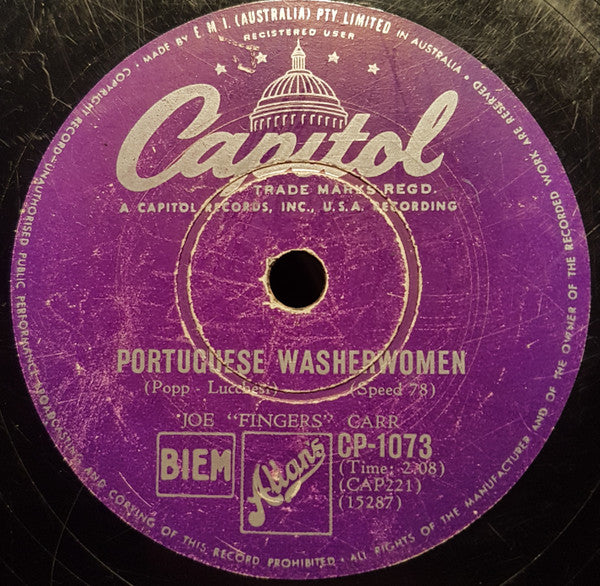 MADE BY E. M. I. (AUSTRALIA) PTY. LIMITED IN AUSTRALIA.
REGISTERED USER
Capitol
TRADE MARKS REGD.
A CAPITOL RECORDS, INC., U.S.A. RECORDING
PORTUGUESE WASHERWOMEN
(Popp - Lucchesi) (Speed 78)
JOE "FINGERS" CARR
BIEM
Allans
CP-1073
(Time: 2.08)
(CAP221)
(15287)
COPYRIGHT RECORD—UNAUTHORISED PUBLIC PERFORMANCE, BROADCASTING AND COPYING OF THIS RECORD PROHIBITED · ALL RIGHTS OF THE MANUFACTURER AND OF THE OWNER OF THE RECORDED WORK ARE RESERVED